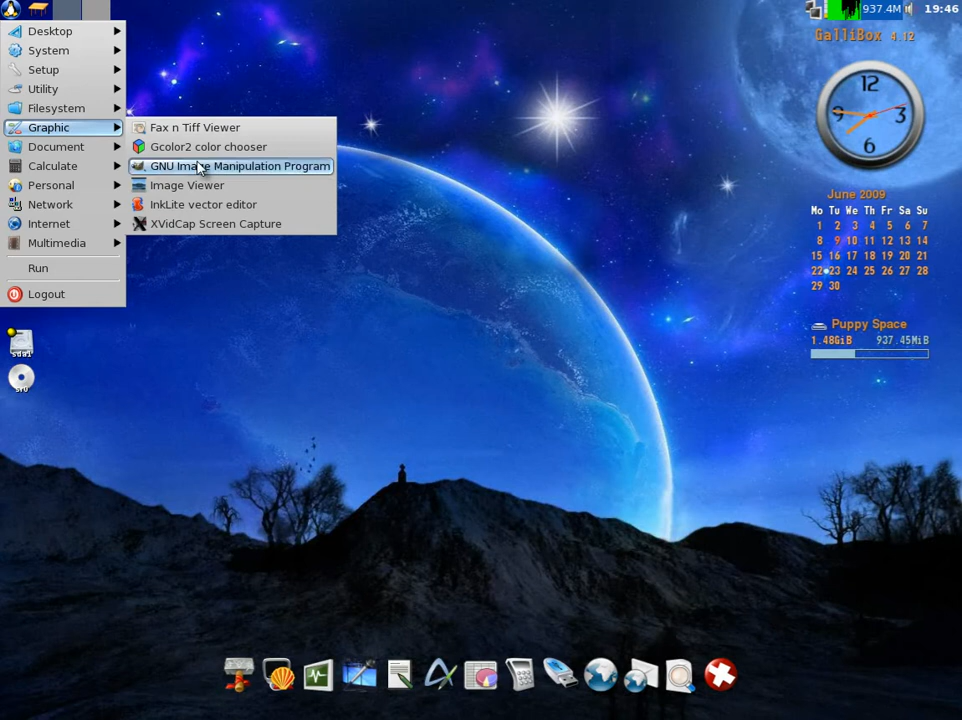 937.4M 19:46
Desktop
System
Setup
Utility
Filesystem
Graphic
Document
Calculate
Personal
Network
Internet
Multimedia
Run
Logout
Fax n Tiff Viewer
Gcolor2 color chooser
GNU Image Manipulation Program
Image Viewer
InkLite vector editor
XVidCap Screen Capture
sda1
sr0
GalliBox 4.12
12
9 3
6
June 2009
Mo Tu We Th Fr Sa Su
1 2 3 4 5 6 7
8 9 10 11 12 13 14
15 16 17 18 19 20 21
22 23 24 25 26 27 28
29 30
Puppy Space
1.48GiB 937.45MiB